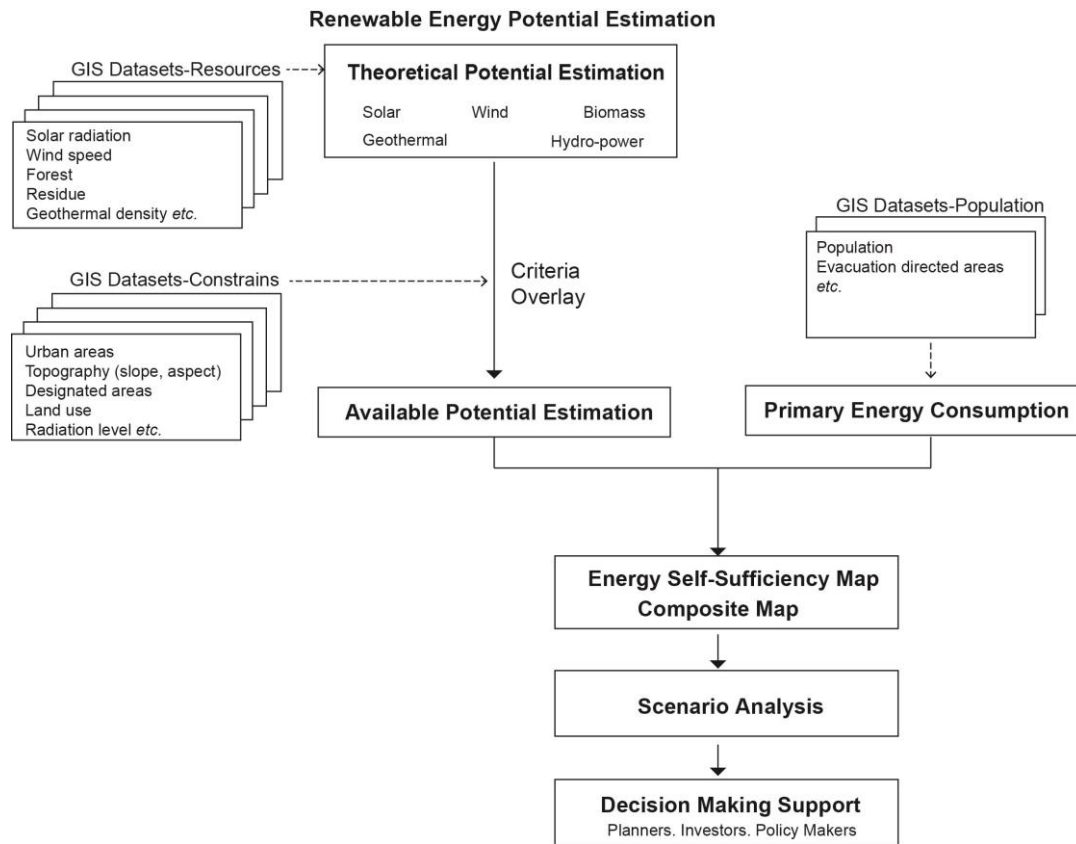 Renewable Energy Potential Estimation
GIS Datasets-Resources
Theoretical Potential Estimation
Solar Wind Biomass
Geothermal Hydro-power
Solar radiation
Wind speed
Forest
Residue
Geothermal density etc.
GIS Datasets-Population
Population
Evacuation directed areas
etc.
GIS Datasets-Constrains
Criteria
Overlay
Urban areas
Topography (slope, aspect)
Designated areas
Land use
Radiation level etc.
Available Potential Estimation
Primary Energy Consumption
Energy Self-Sufficiency Map
Composite Map
Scenario Analysis
Decision Making Support
Planners. Investors. Policy Makers